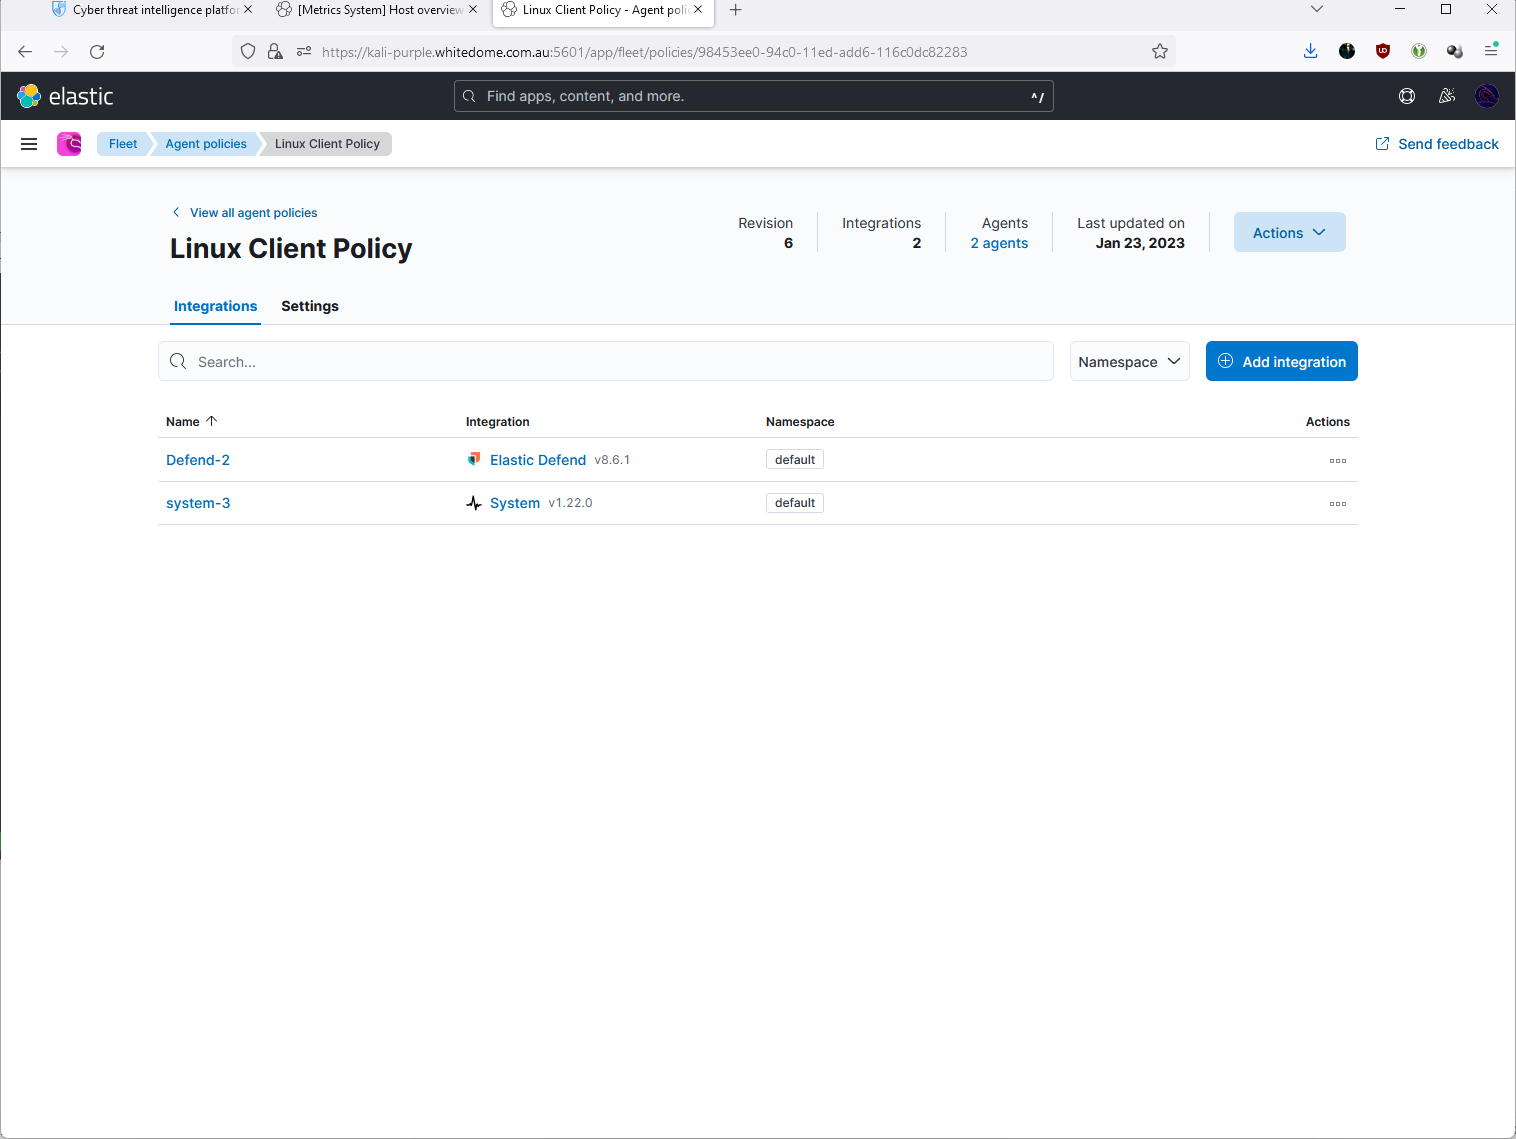 Cyber threat intelligence platfor
[Metrics System] Host overview
Linux Client Policy - Agent poli
https://kali-purple.whitedome.com.au:5601/app/fleet/policies/98453ee0-94c0-11ed-add6-116c0dc82283
elastic
Find apps, content, and more.
^/
Fleet
Agent policies
Linux Client Policy
Send feedback
View all agent policies
Linux Client Policy
Revision
6
Integrations
2
Agents
2 agents
Last updated on
Jan 23, 2023
Actions
Integrations
Settings
Search...
Namespace
Add integration
Name
Integration
Namespace
Actions
Defend-2
Elastic Defend v8.6.1
default
system-3
System v1.22.0
default